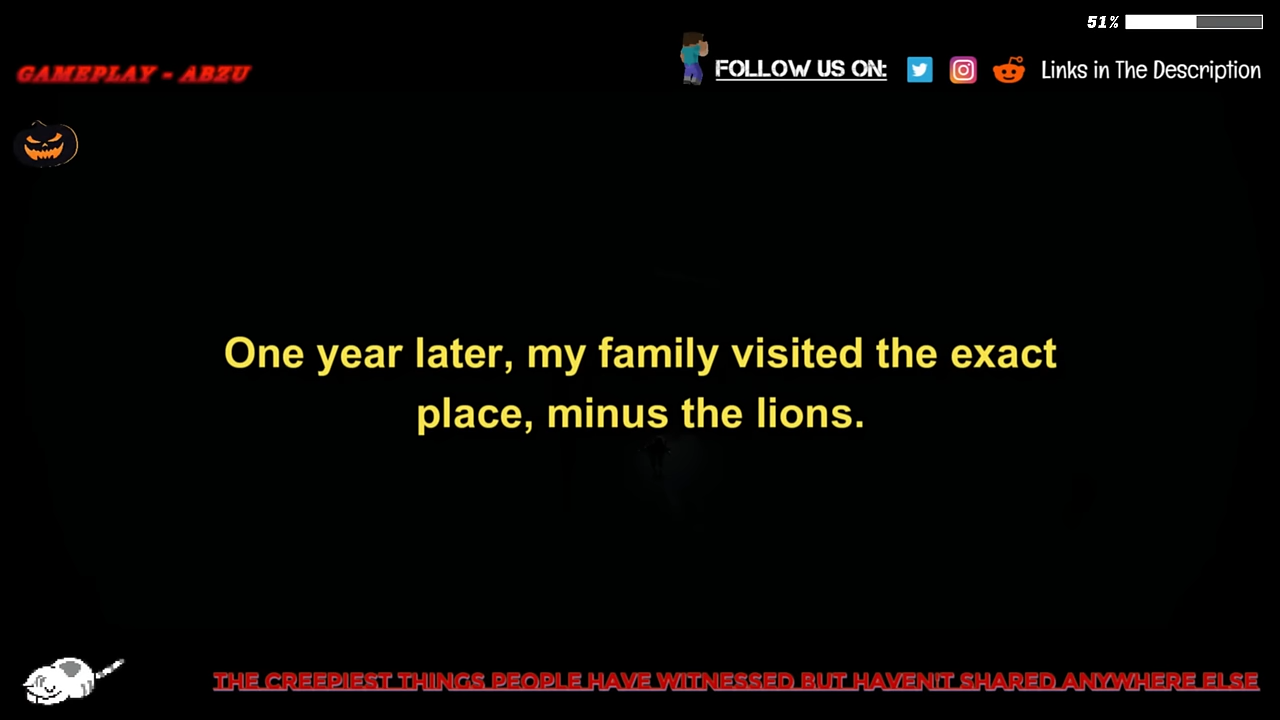 51%
GAMEPLAY - ABZU
FOLLOW US ON:
Links in The Description
One year later, my family visited the exact
place, minus the lions.
THE CREEPIEST THINGS PEOPLE HAVE WITNESSED BUT HAVEN'T SHARED ANYWHERE ELSE